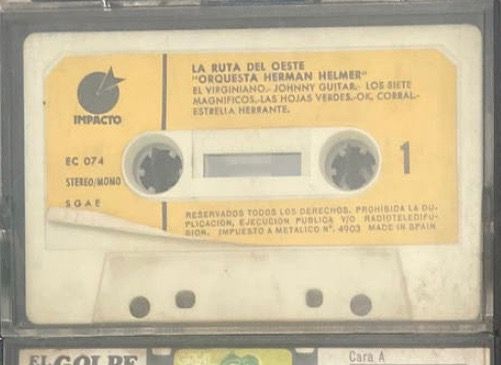 LA RUTA DEL OESTE
"ORQUESTA HERMAN HELMER"
EL VIRGINIANO.- JOHNNY GUITAR.- LOS SIETE
MAGNIFICOS.-LAS HOJAS VERDES.-OK. CORRAL.-
ESTRELLA HERRANTE.
IMPACTO
EC 074
STEREO/MONO
SGAE
1
RESERVADOS TODOS LOS DERECHOS. PROHIBIDA LA DU-
PLICACION, EJECUCION PUBLICA Y/O RADIOTELEDIFU-
SION. IMPUESTO A METALICO Nº. 4903 MADE IN SPAIN
EL GOLPE
Cara A